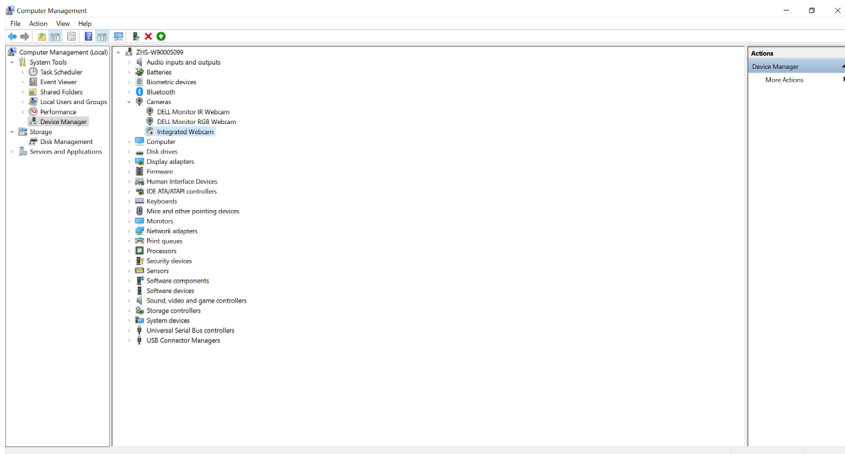 Computer Management
File Action View Help
Computer Management (Local)
System Tools
Task Scheduler
Event Viewer
Shared Folders
Local Users and Groups
Performance
Device Manager
Storage
Disk Management
Services and Applications
ZHS-W90005099
Audio inputs and outputs
Batteries
Biometric devices
Bluetooth
Cameras
DELL Monitor IR Webcam
DELL Monitor RGB Webcam
Integrated Webcam
Computer
Disk drives
Display adapters
Firmware
Human Interface Devices
IDE ATA/ATAPI controllers
Keyboards
Mice and other pointing devices
Monitors
Network adapters
Print queues
Processors
Security devices
Sensors
Software components
Software devices
Sound, video and game controllers
Storage controllers
System devices
Universal Serial Bus controllers
USB Connector Managers
Actions
Device Manager
More Actions